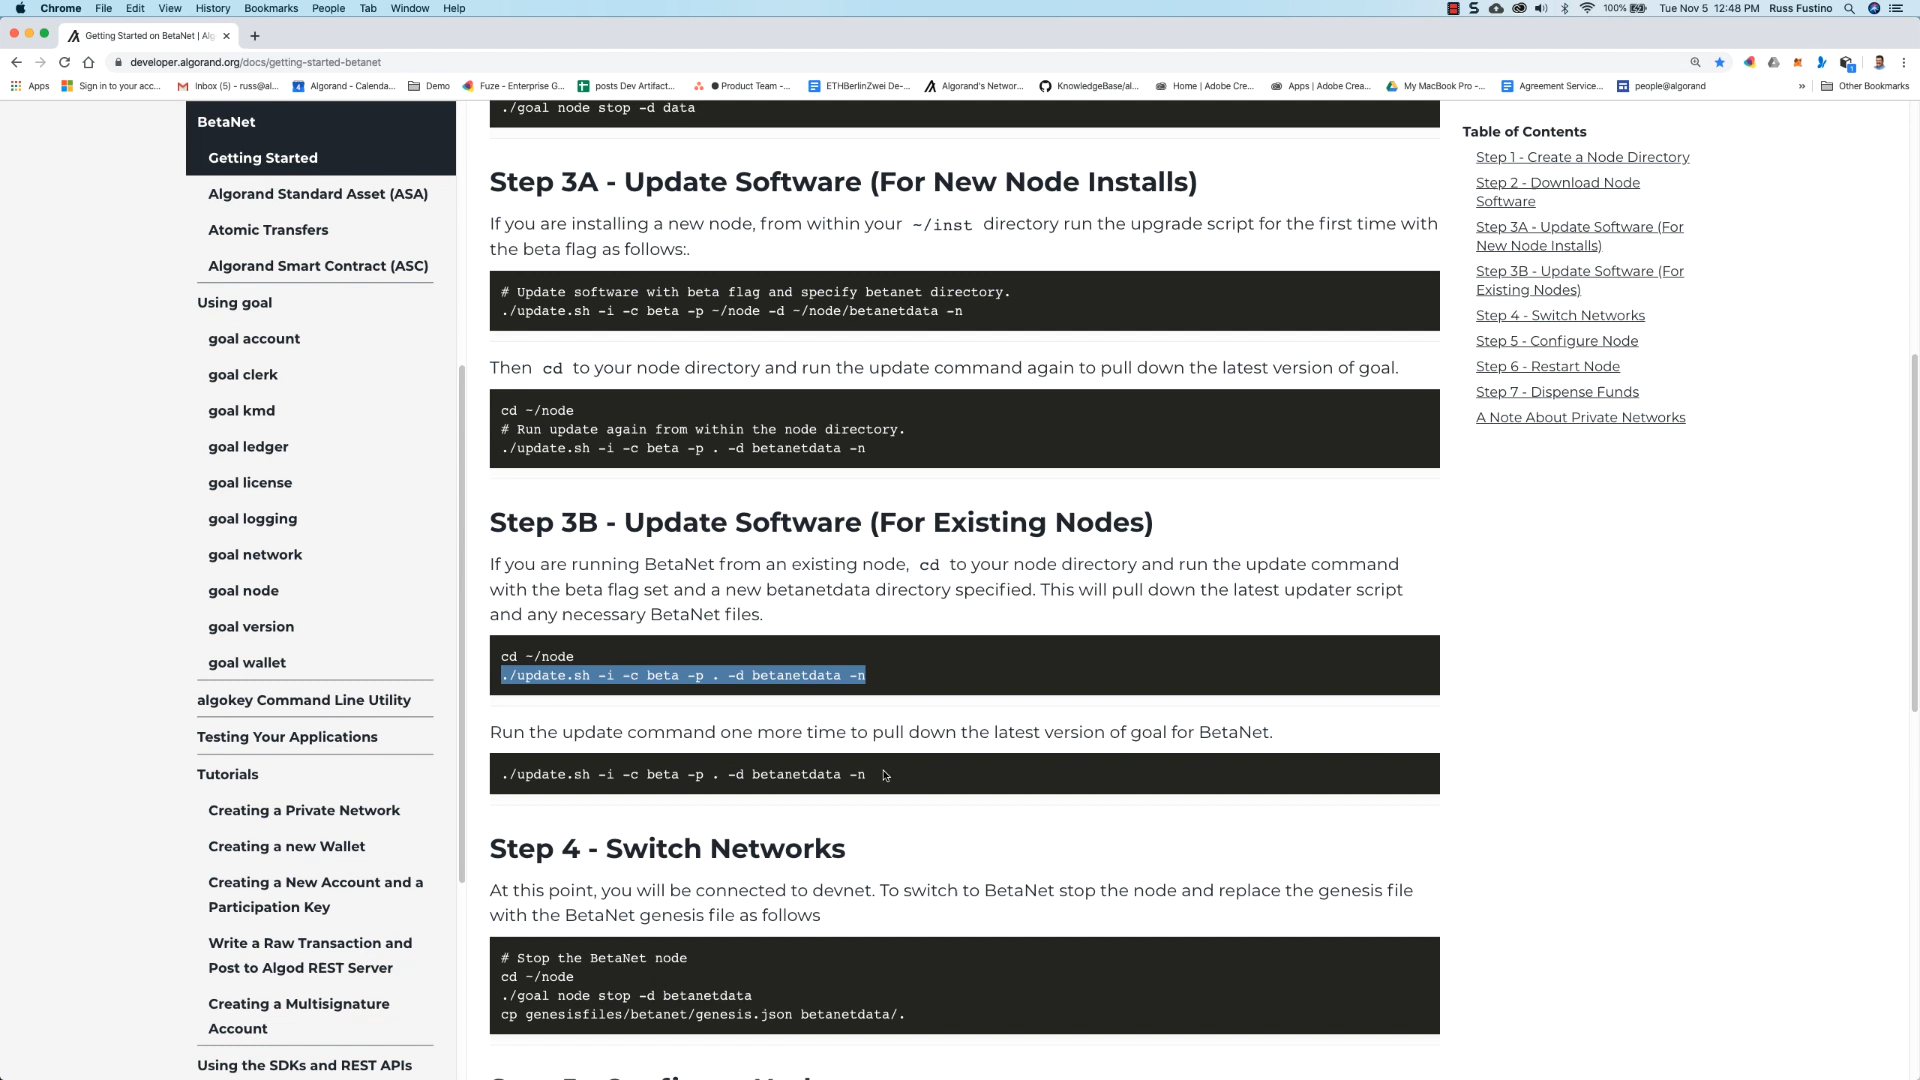 Chrome File Edit View History Bookmarks People Tab Window Help 100% Tue Nov 5 12:48 PM Russ Fustino
Getting Started on BetaNet | Alg
developer.algorand.org/docs/getting-started-betanet
Apps Sign in to your acc... Inbox (5) - russ@al... Algorand - Calenda... Demo Fuze - Enterprise G... posts Dev Artifact... Product Team -... ETHBerlinZwei De-... Algorand's Networ... KnowledgeBase/al... Home | Adobe Cre... Apps | Adobe Crea... My MacBook Pro -... Agreement Service... people@algorand » Other Bookmarks
BetaNet
Getting Started
Algorand Standard Asset (ASA)
Atomic Transfers
Algorand Smart Contract (ASC)
Using goal
goal account
goal clerk
goal kmd
goal ledger
goal license
goal logging
goal network
goal node
goal version
goal wallet
algokey Command Line Utility
Testing Your Applications
Tutorials
Creating a Private Network
Creating a new Wallet
Creating a New Account and a
Participation Key
Write a Raw Transaction and
Post to Algod REST Server
Creating a Multisignature
Account
Using the SDKs and REST APIs
./goal node stop -d data
Step 3A - Update Software (For New Node Installs)
If you are installing a new node, from within your ~/inst directory run the upgrade script for the first time with
the beta flag as follows:.
# Update software with beta flag and specify betanet directory.
./update.sh -i -c beta -p ~/node -d ~/node/betanetdata -n
Then cd to your node directory and run the update command again to pull down the latest version of goal.
cd ~/node
# Run update again from within the node directory.
./update.sh -i -c beta -p . -d betanetdata -n
Step 3B - Update Software (For Existing Nodes)
If you are running BetaNet from an existing node, cd to your node directory and run the update command
with the beta flag set and a new betanetdata directory specified. This will pull down the latest updater script
and any necessary BetaNet files.
cd ~/node
./update.sh -i -c beta -p . -d betanetdata -n
Run the update command one more time to pull down the latest version of goal for BetaNet.
./update.sh -i -c beta -p . -d betanetdata -n
Step 4 - Switch Networks
At this point, you will be connected to devnet. To switch to BetaNet stop the node and replace the genesis file
with the BetaNet genesis file as follows
# Stop the BetaNet node
cd ~/node
./goal node stop -d betanetdata
cp genesisfiles/betanet/genesis.json betanetdata/.
Table of Contents
Step 1 - Create a Node Directory
Step 2 - Download Node
Software
Step 3A - Update Software (For
New Node Installs)
Step 3B - Update Software (For
Existing Nodes)
Step 4 - Switch Networks
Step 5 - Configure Node
Step 6 - Restart Node
Step 7 - Dispense Funds
A Note About Private Networks